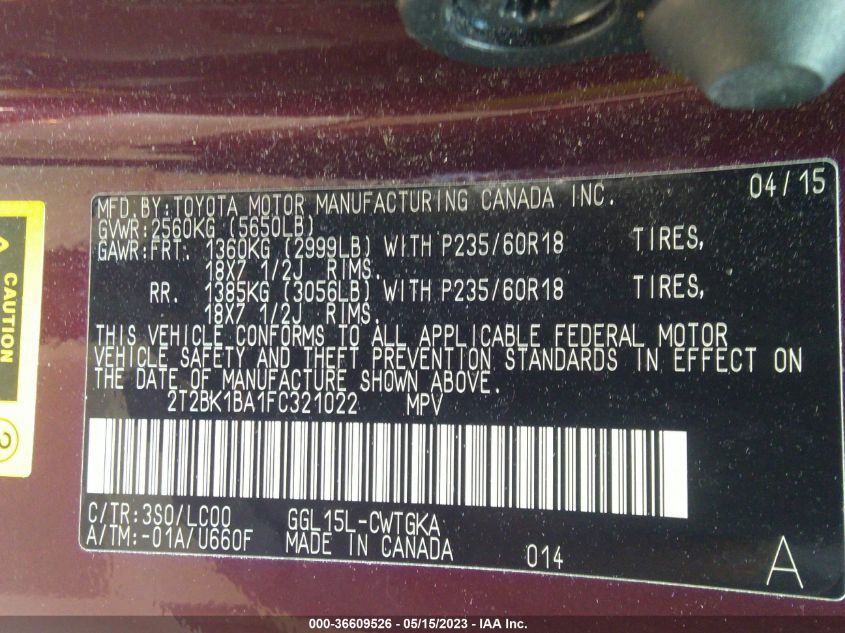 04/15
MFD.BY:TOYOTA MOTOR MANUFACTURING CANADA INC.
GVWR:2560KG (5650LB)
GAWR:FRT. 1360KG (2999LB) WITH P235/60R18 TIRES,
18X7 1/2J RIMS.
RR. 1385KG (3056LB) WITH P235/60R18 TIRES,
18X7 1/2J RIMS.
THIS VEHICLE CONFORMS TO ALL APPLICABLE FEDERAL MOTOR
VEHICLE SAFETY AND THEFT PREVENTION STANDARDS IN EFFECT ON
THE DATE OF MANUFACTURE SHOWN ABOVE.
2T2BK1BA1FC321022 MPV
C/TR:3S0/LC00 GGL15L-CWTGKA
A/TM:-01A/U660F MADE IN CANADA 014 A
CAUTION
2
000-36609526 - 05/15/2023 - IAA Inc.